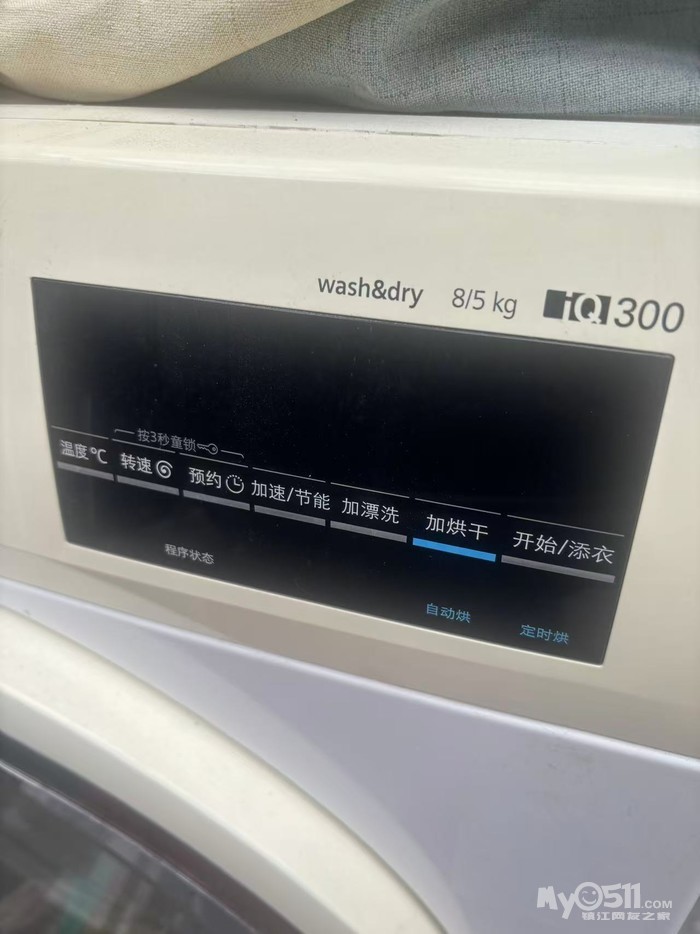 wash&dry 8/5 kg iQ300
按3秒童锁
温度℃ 转速 预约 加速/节能 加漂洗 加烘干 开始/添衣
程序状态 自动烘 定时烘
My0511.COM
镇江网友之家